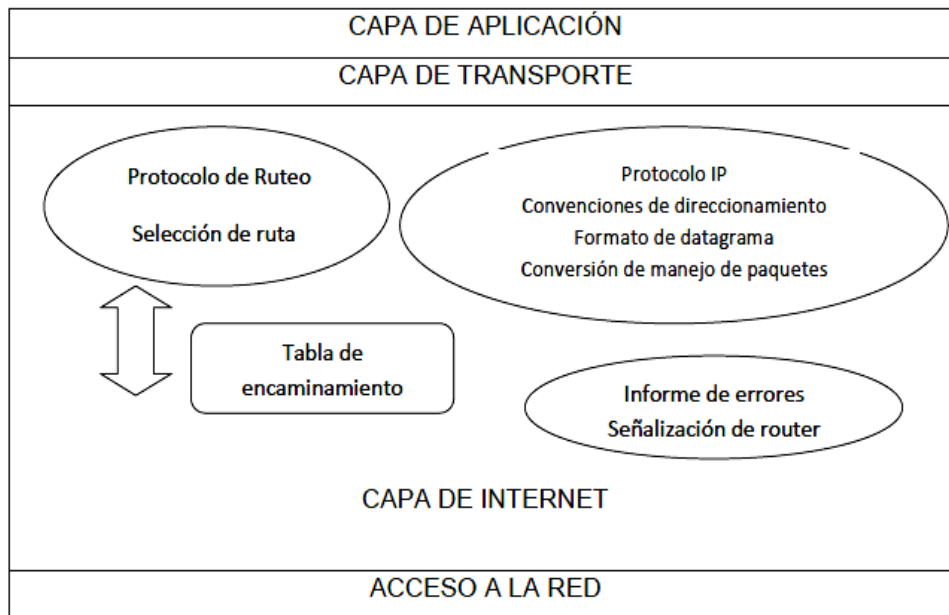 CAPA DE APLICACIÓN
CAPA DE TRANSPORTE
Protocolo de Ruteo
Selección de ruta
Protocolo IP
Convenciones de direccionamiento
Formato de datagrama
Conversión de manejo de paquetes
Tabla de
encaminamiento
Informe de errores
Señalización de router
CAPA DE INTERNET
ACCESO A LA RED